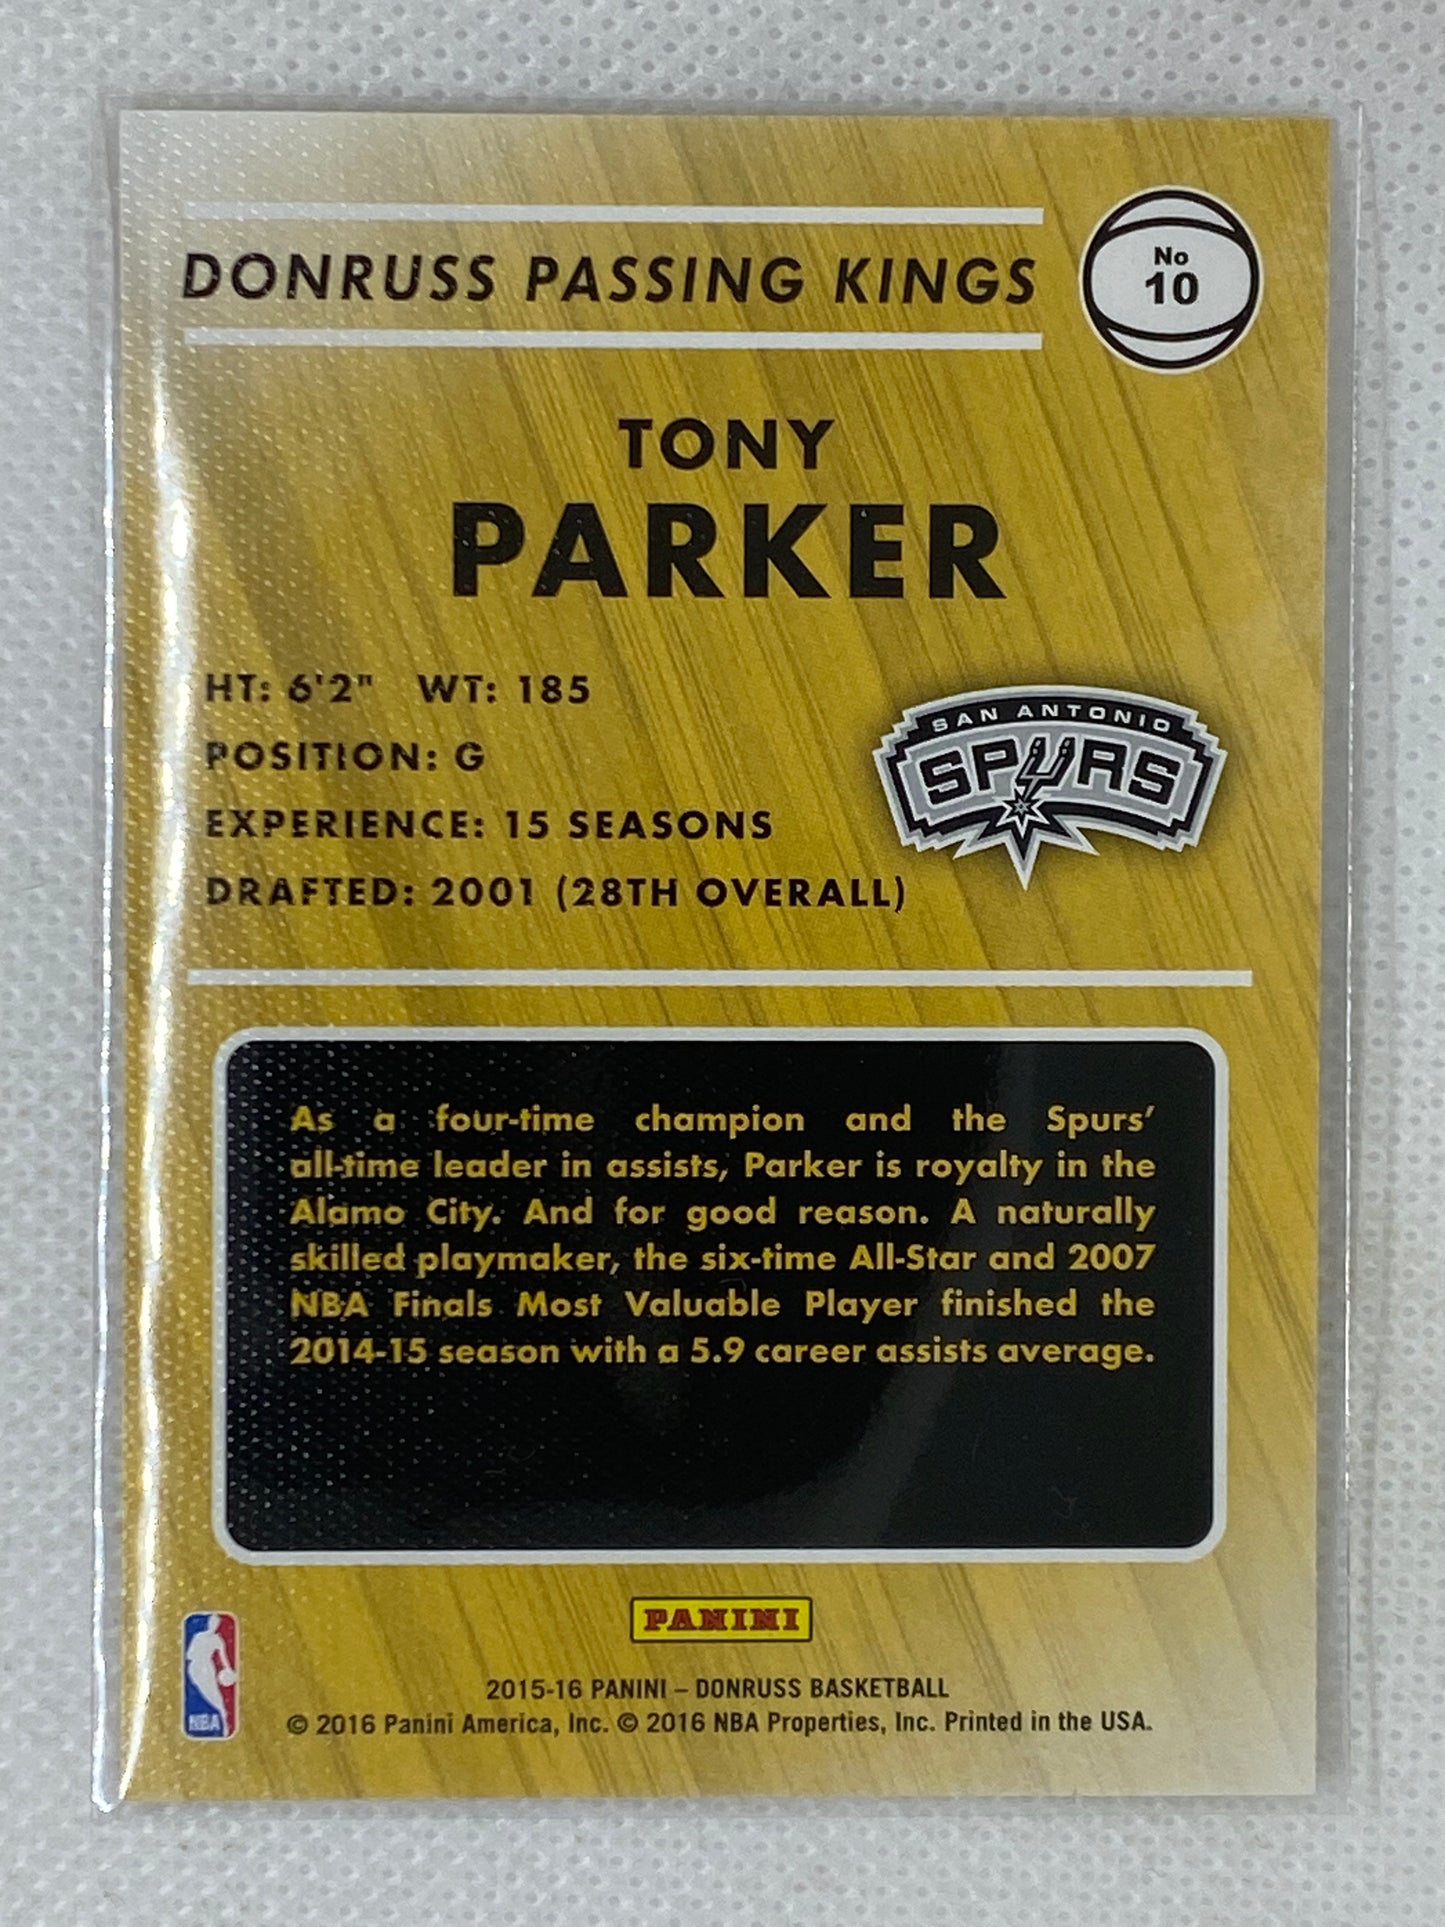 DONRUSS PASSING KINGS
No
10
TONY
PARKER
HT: 6'2" WT: 185
POSITION: G
EXPERIENCE: 15 SEASONS
DRAFTED: 2001 (28TH OVERALL)
SAN ANTONIO
SPURS
As a four-time champion and the Spurs’
all-time leader in assists, Parker is royalty in the
Alamo City. And for good reason. A naturally
skilled playmaker, the six-time All-Star and 2007
NBA Finals Most Valuable Player finished the
2014-15 season with a 5.9 career assists average.
PANINI
NBA
2015-16 PANINI – DONRUSS BASKETBALL
© 2016 Panini America, Inc. © 2016 NBA Properties, Inc. Printed in the USA.